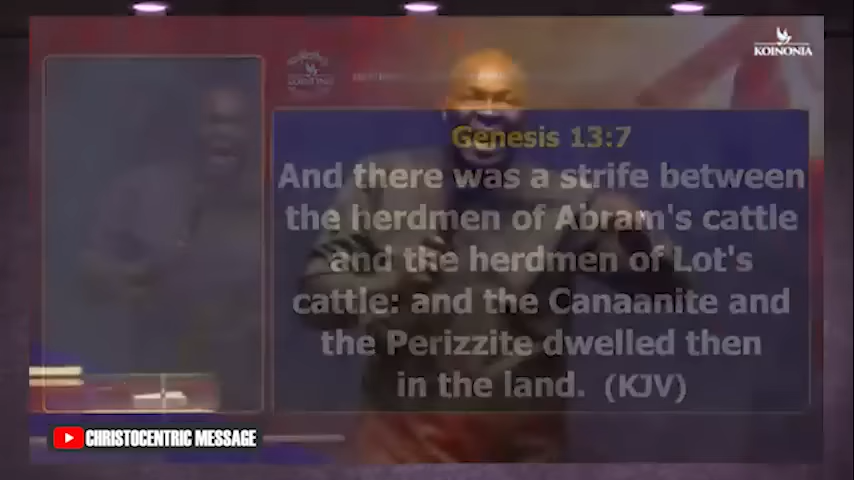 KOINONIA
Genesis 13:7
And there was a strife between
the herdmen of Abram's cattle
and the herdmen of Lot's
cattle: and the Canaanite and
the Perizzite dwelled then
in the land. (KJV)
CHRISTOCENTRIC MESSAGE